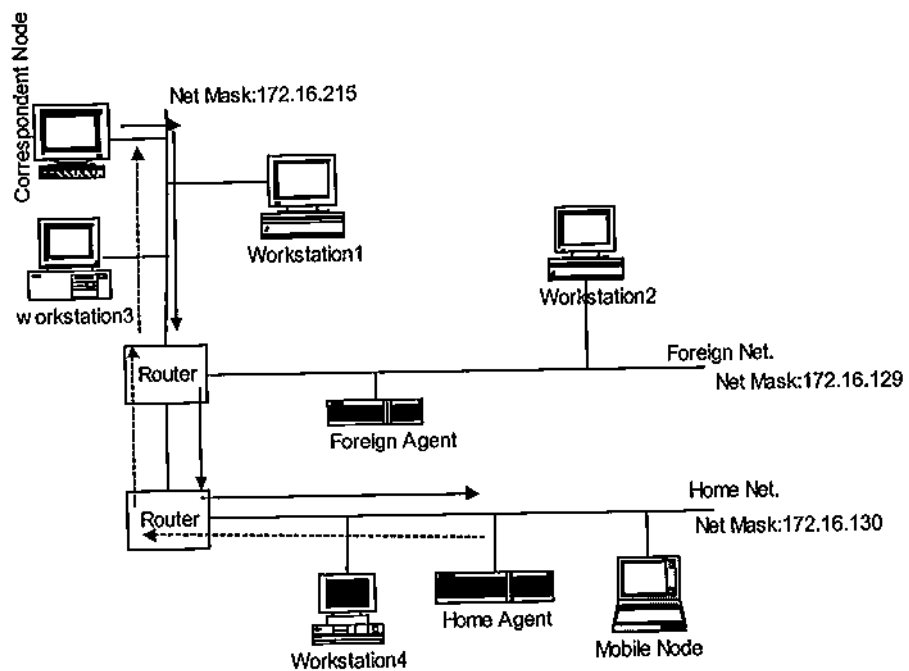 Correspondent Node
Net Mask:172.16.215
Workstation1
Workstation2
workstation3
Foreign Net.
Router
Net Mask:172.16.129
Foreign Agent
Home Net.
Router
Net Mask:172.16.130
Home Agent
Mobile Node
Workstation4